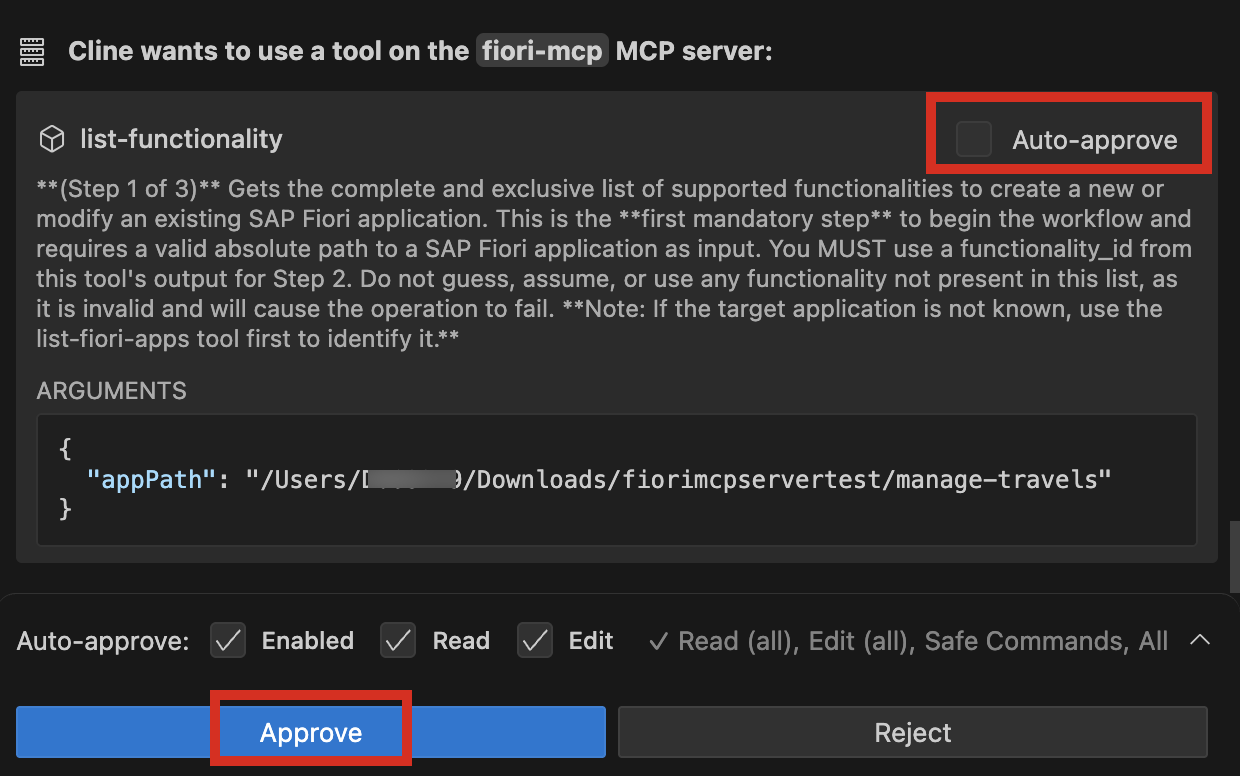 Cline wants to use a tool on the fiori-mcp MCP server:
list-functionality
Auto-approve
**(Step 1 of 3)** Gets the complete and exclusive list of supported functionalities to create a new or
modify an existing SAP Fiori application. This is the **first mandatory step** to begin the workflow and
requires a valid absolute path to a SAP Fiori application as input. You MUST use a functionality_id from
this tool's output for Step 2. Do not guess, assume, or use any functionality not present in this list, as
it is invalid and will cause the operation to fail. **Note: If the target application is not known, use the
list-fiori-apps tool first to identify it.**
ARGUMENTS
{
"appPath": "/Users/ /Downloads/fiorimcpservertest/manage-travels"
}
Auto-approve: Enabled Read Edit Read (all), Edit (all), Safe Commands, All
Approve
Reject